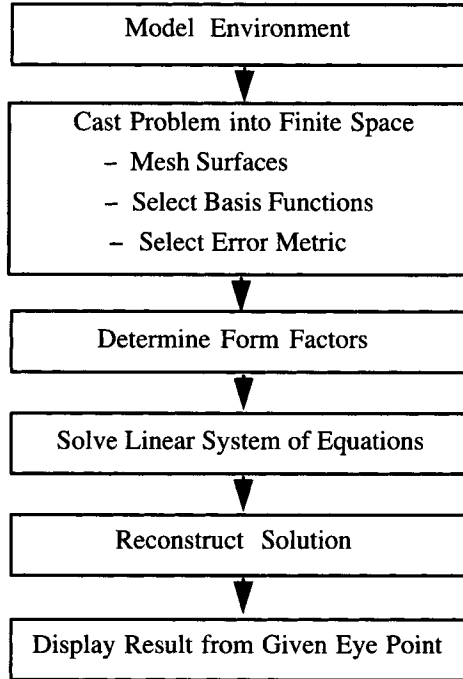 Model Environment
Cast Problem into Finite Space
– Mesh Surfaces
– Select Basis Functions
– Select Error Metric
Determine Form Factors
Solve Linear System of Equations
Reconstruct Solution
Display Result from Given Eye Point